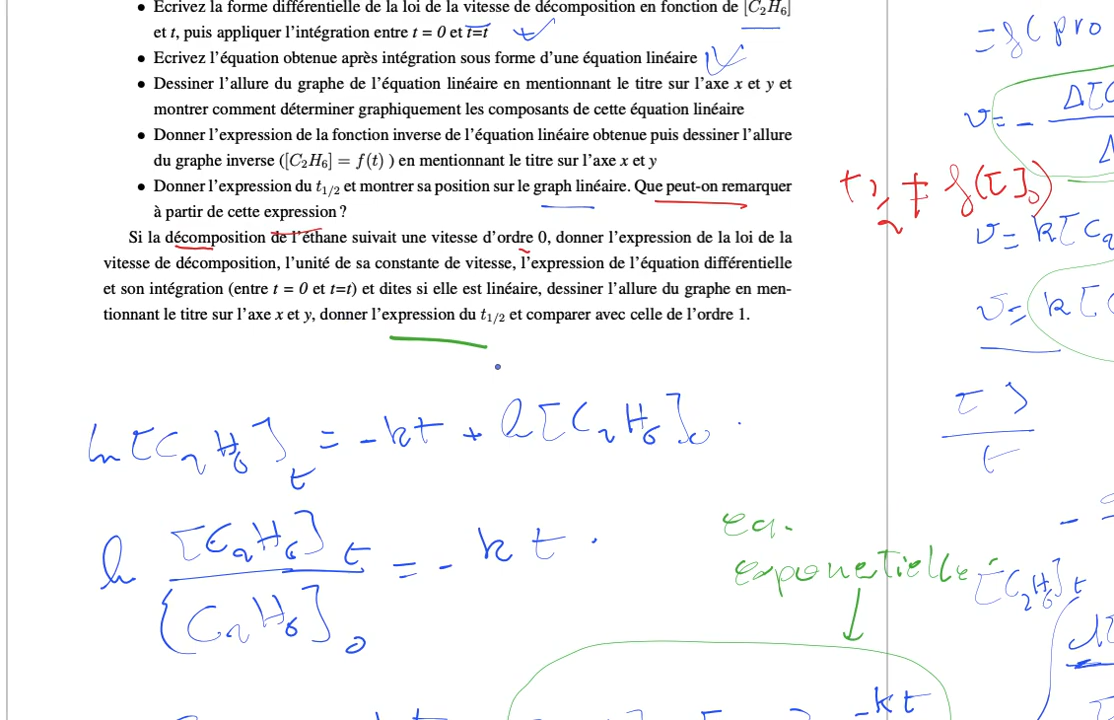 • Ecrivez la forme différentielle de la loi de la vitesse de décomposition en fonction de [C₂H₆]
et t, puis appliquer l'intégration entre t = 0 et t=t
• Ecrivez l'équation obtenue après intégration sous forme d'une équation linéaire
• Dessiner l'allure du graphe de l'équation linéaire en mentionnant le titre sur l'axe x et y et
montrer comment déterminer graphiquement les composants de cette équation linéaire
• Donner l'expression de la fonction inverse de l'équation linéaire obtenue puis dessiner l'allure
du graphe inverse ([C₂H₆] = f(t) ) en mentionnant le titre sur l'axe x et y
• Donner l'expression du t₁/₂ et montrer sa position sur le graph linéaire. Que peut-on remarquer
à partir de cette expression ?
Si la décomposition de l'éthane suivait une vitesse d'ordre 0, donner l'expression de la loi de la
vitesse de décomposition, l'unité de sa constante de vitesse, l'expression de l'équation différentielle
et son intégration (entre t = 0 et t=t) et dites si elle est linéaire, dessiner l'allure du graphe en men-
tionnant le titre sur l'axe x et y, donner l'expression du t₁/₂ et comparer avec celle de l'ordre 1.
ln [C₂H₆]t = -kt + ln [C₂H₆]₀
ln [C₂H₆]t / [C₂H₆]₀ = - kt .
eq.
exponetielle
-kt
= f( pro
v = - Δ[C
Δ
t₁/₂ ≠ f([ ]₀)
v = k[C₂
v = k[C
[ ]
t
[C₂H₆]t